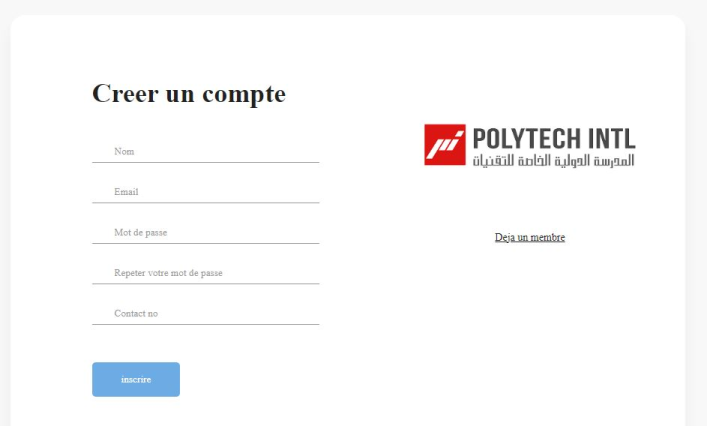 Creer un compte
Nom
Email
Mot de passe
Repeter votre mot de passe
Contact no
inscrire
POLYTECH INTL
المدرسة الدولية الخاصة للتقنيات
Deja un membre